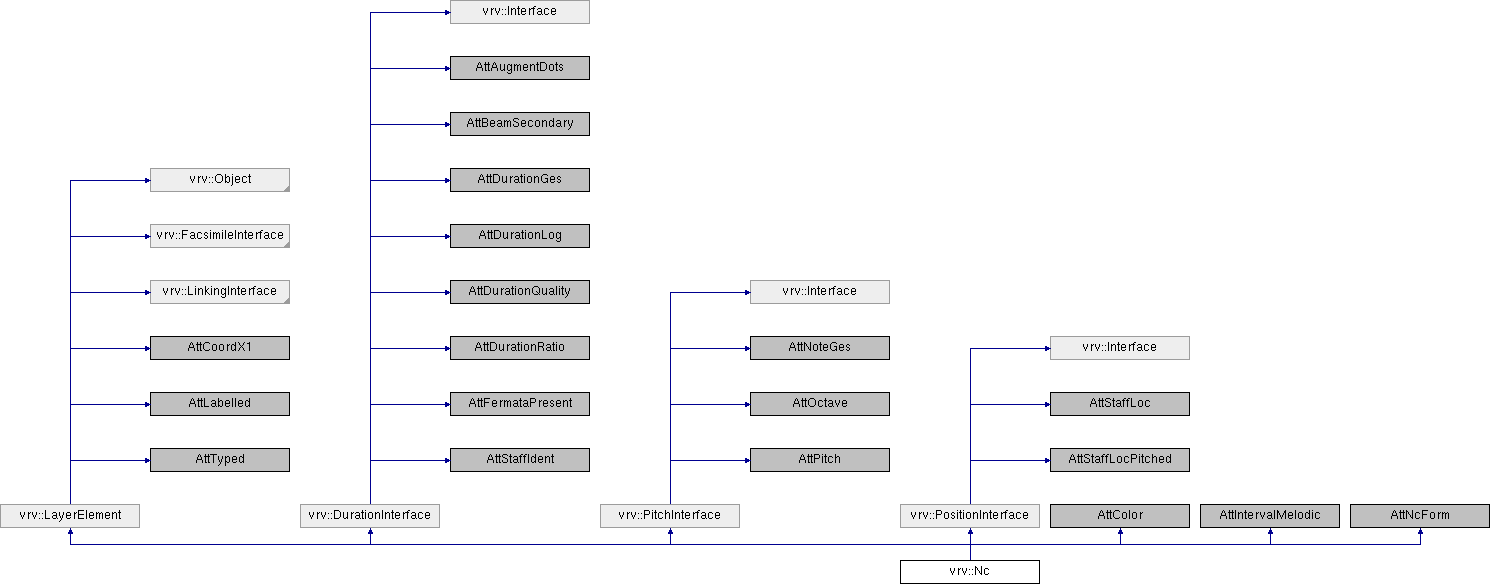 vrv::Interface
AttAugmentDots
AttBeamSecondary
vrv::Object
AttDurationGes
vrv::FacsimileInterface
AttDurationLog
vrv::LinkingInterface
AttDurationQuality
vrv::Interface
AttCoordX1
AttDurationRatio
AttNoteGes
vrv::Interface
AttLabelled
AttFermataPresent
AttOctave
AttStaffLoc
AttTyped
AttStaffIdent
AttPitch
AttStaffLocPitched
vrv::LayerElement
vrv::DurationInterface
vrv::PitchInterface
vrv::PositionInterface
AttColor
AttIntervalMelodic
AttNcForm
vrv::Nc